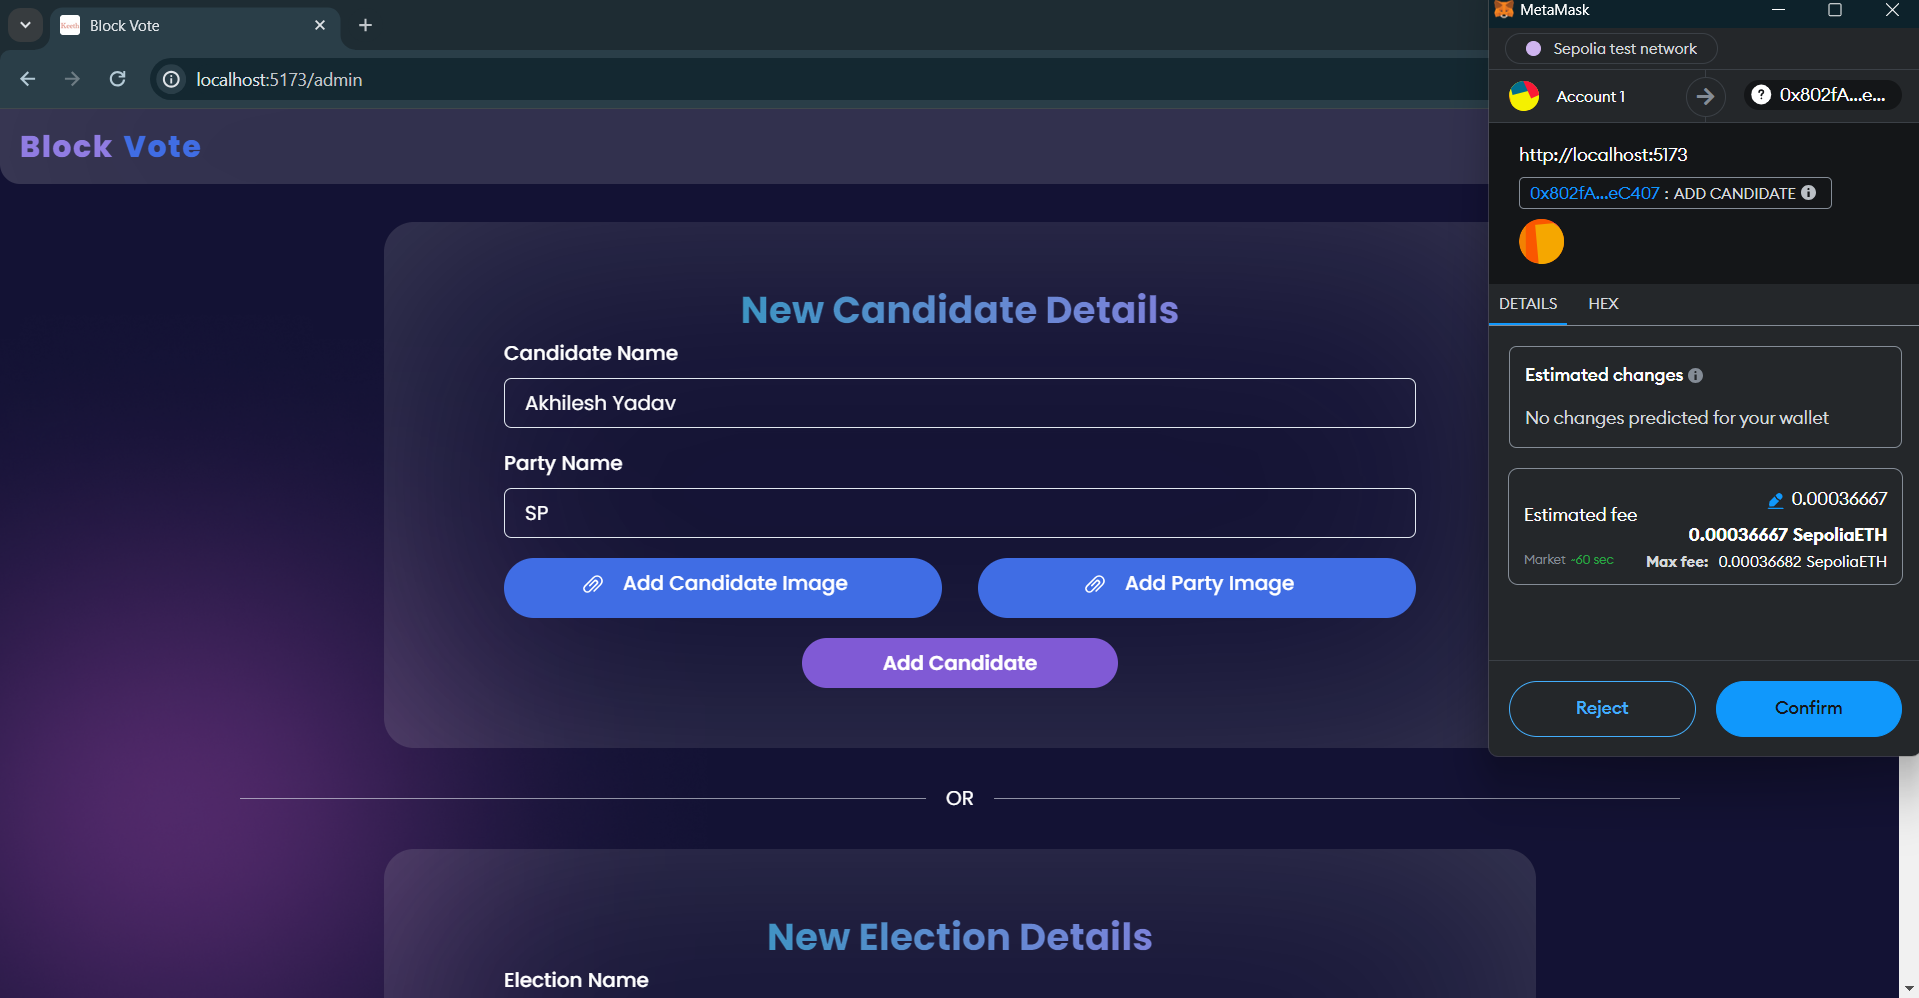 Block Vote
localhost:5173/admin
Block Vote
New Candidate Details
Candidate Name
Akhilesh Yadav
Party Name
SP
Add Candidate Image
Add Party Image
Add Candidate
OR
New Election Details
Election Name
MetaMask
Sepolia test network
Account 1
0x802fA...e...
http://localhost:5173
0x802fA...eC407 : ADD CANDIDATE
DETAILS
HEX
Estimated changes
No changes predicted for your wallet
0.00036667
Estimated fee
0.00036667 SepoliaETH
Market ~60 sec
Max fee: 0.00036682 SepoliaETH
Reject
Confirm